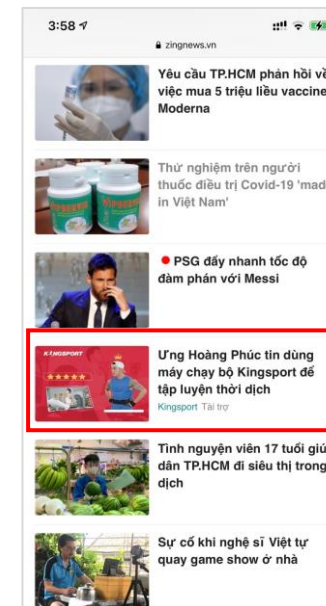 3:58
zingnews.vn
Yêu cầu TP.HCM phản hồi về
việc mua 5 triệu liều vaccine
Moderna
Thử nghiệm trên người
thuốc điều trị Covid-19 'mad
in Việt Nam'
PSG đẩy nhanh tốc độ
đàm phán với Messi
KINGSPORT
Ưng Hoàng Phúc tin dùng
máy chạy bộ Kingsport để
tập luyện thời dịch
Kingsport Tài trợ
Tình nguyện viên 17 tuổi giú
dân TP.HCM đi siêu thị trong
dịch
Sự cố khi nghệ sĩ Việt tự
quay game show ở nhà